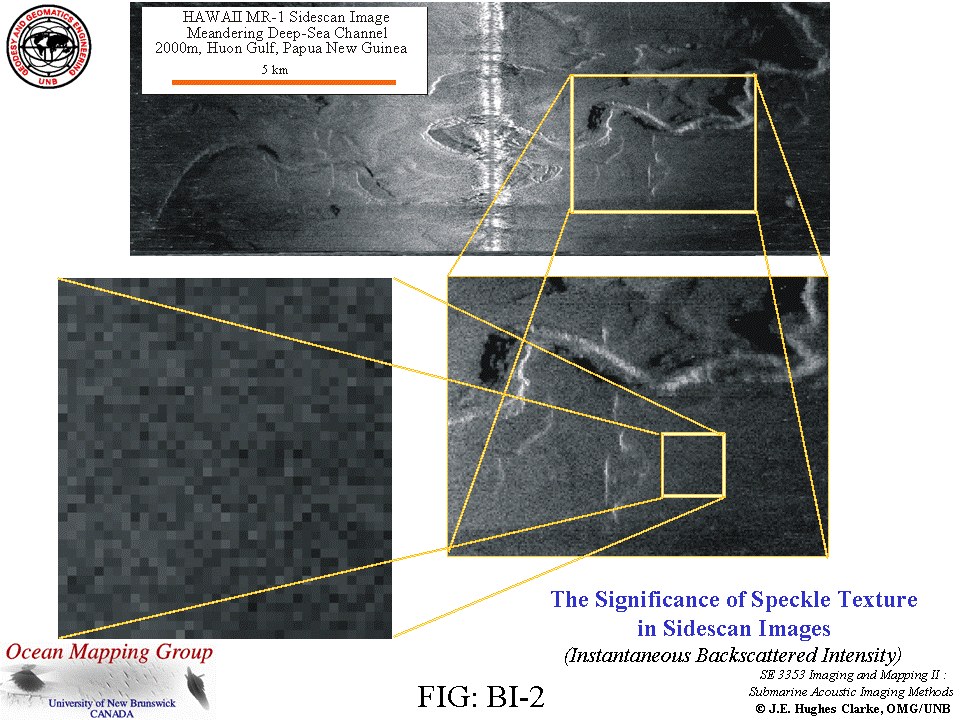 GEODESY AND GEOMATICS ENGINEERING
UNB
HAWAII MR-1 Sidescan Image
Meandering Deep-Sea Channel
2000m, Huon Gulf, Papua New Guinea
5 km
The Significance of Speckle Texture
in Sidescan Images
(Instantaneous Backscattered Intensity)
SE 3353 Imaging and Mapping II :
Submarine Acoustic Imaging Methods
© J.E. Hughes Clarke, OMG/UNB
FIG: BI-2
Ocean Mapping Group
University of New Brunswick
CANADA